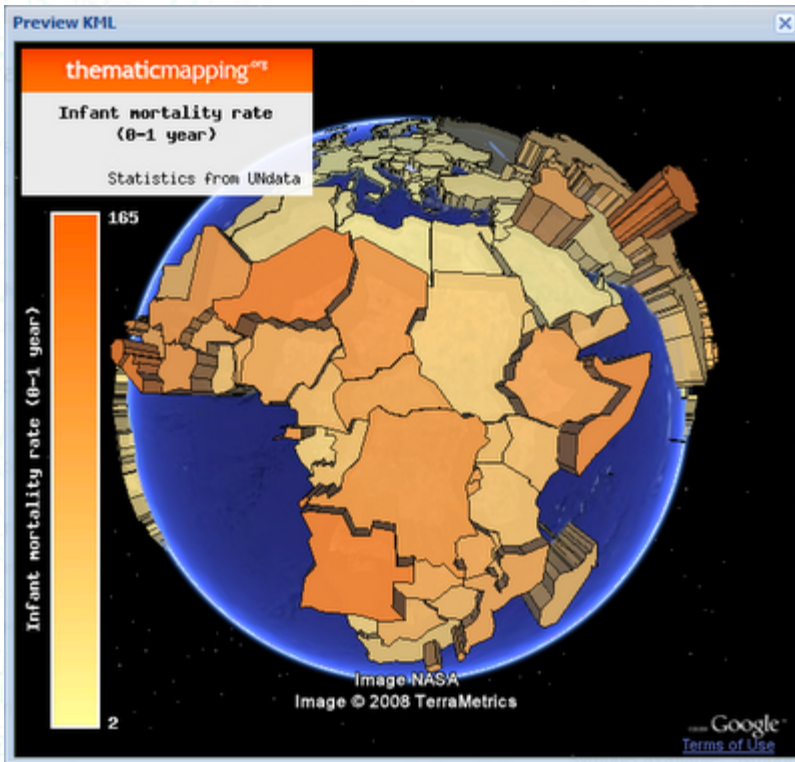 Preview KML
thematicmapping.org
Infant mortality rate
(0-1 year)
Statistics from UNdata
165
Infant mortality rate (0-1 year)
2
Image NASA
Image © 2008 TerraMetrics
Google
Terms of Use